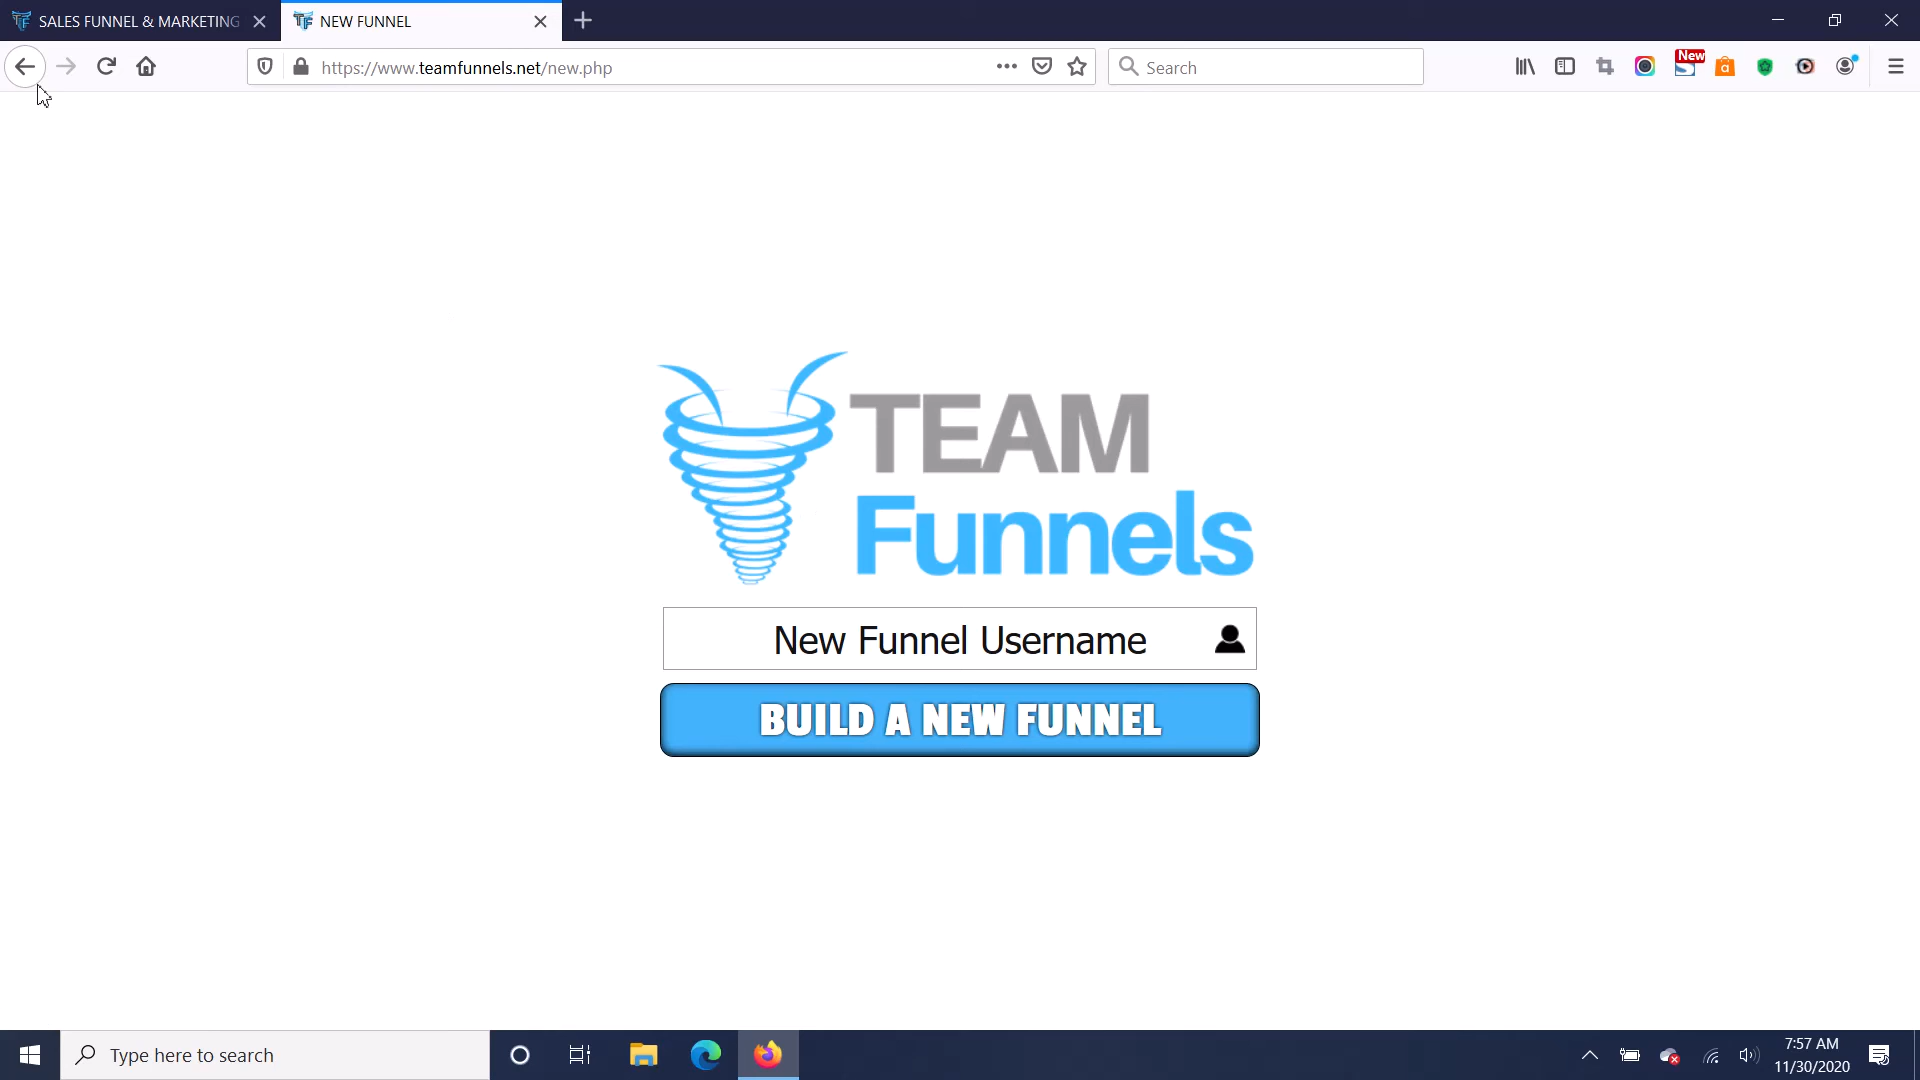 SALES FUNNEL & MARKETING
NEW FUNNEL
https://www.teamfunnels.net/new.php
Search
New
TEAM
Funnels
New Funnel Username
BUILD A NEW FUNNEL
Type here to search
7:57 AM
11/30/2020